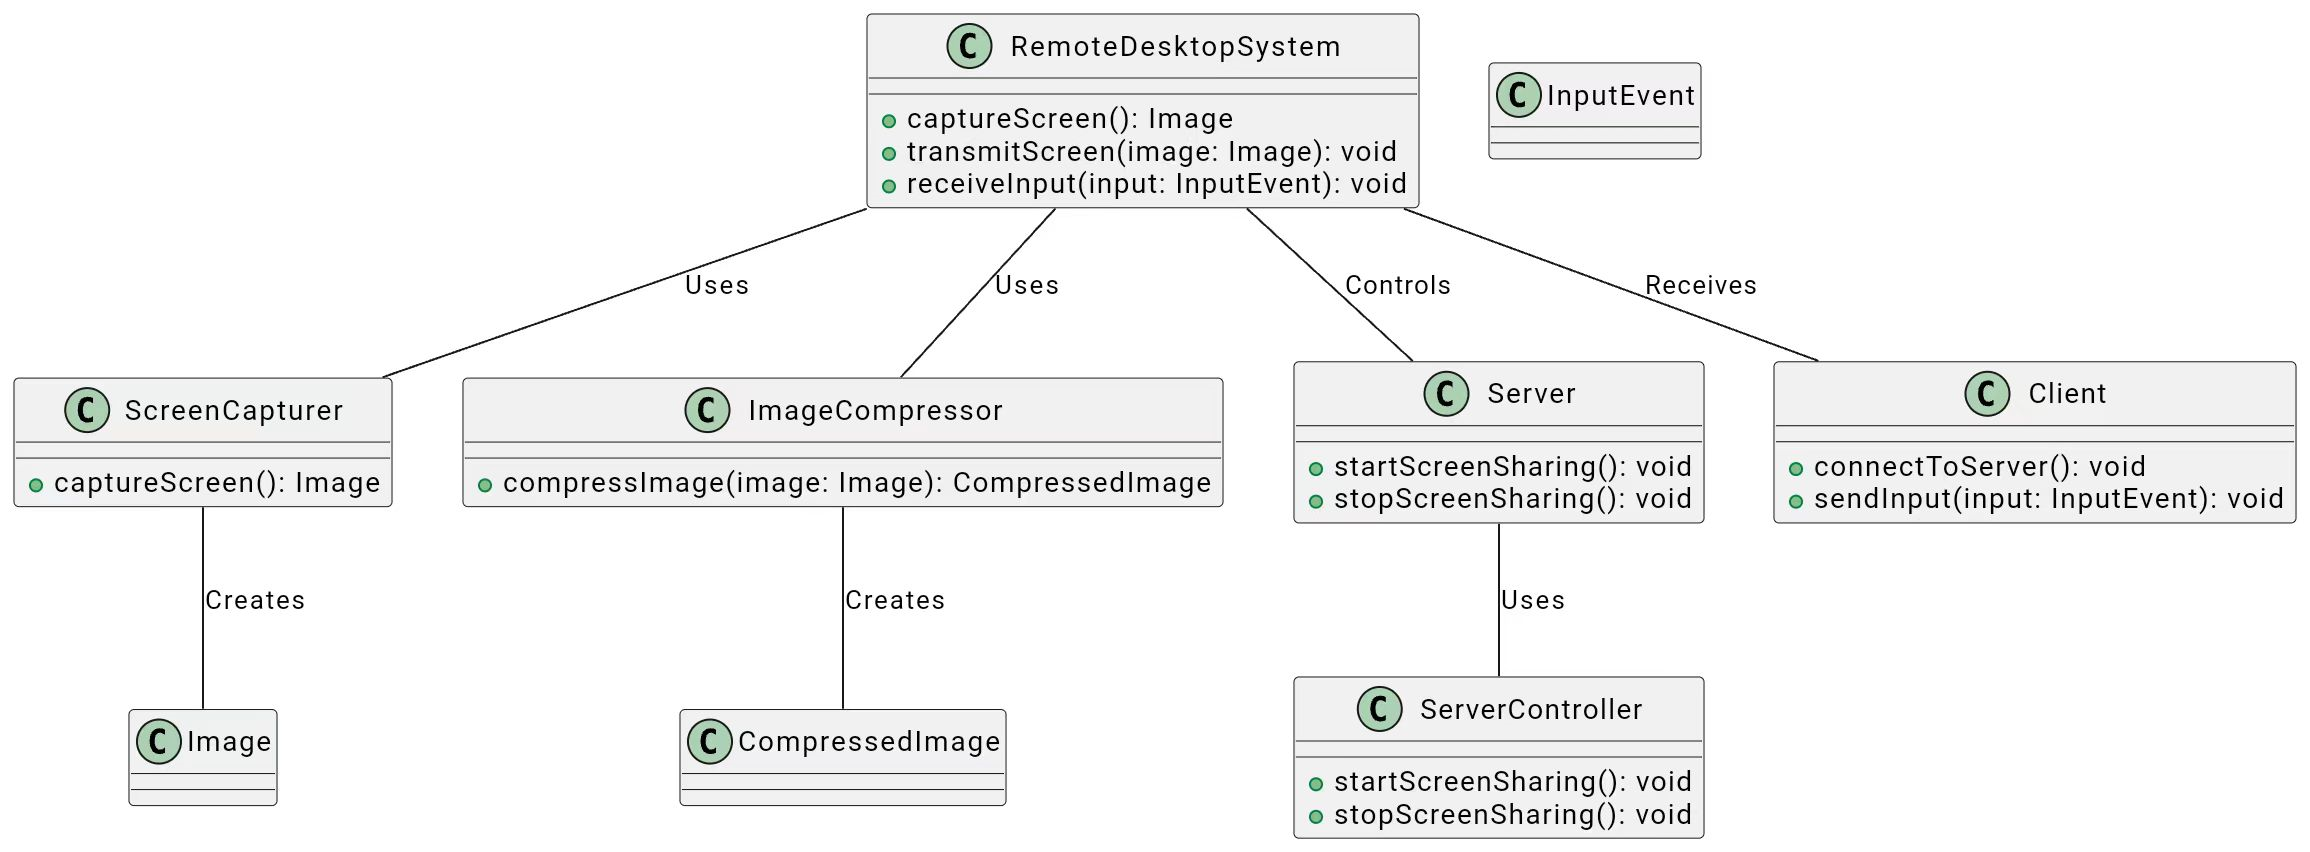 C RemoteDesktopSystem
captureScreen(): Image
transmitScreen(image: Image): void
receiveInput(input: InputEvent): void
C InputEvent
Uses
Uses
Controls
Receives
C ScreenCapturer
captureScreen(): Image
C ImageCompressor
compressImage(image: Image): CompressedImage
C Server
startScreenSharing(): void
stopScreenSharing(): void
C Client
connectToServer(): void
sendInput(input: InputEvent): void
Creates
Creates
Uses
C Image
C CompressedImage
C ServerController
startScreenSharing(): void
stopScreenSharing(): void